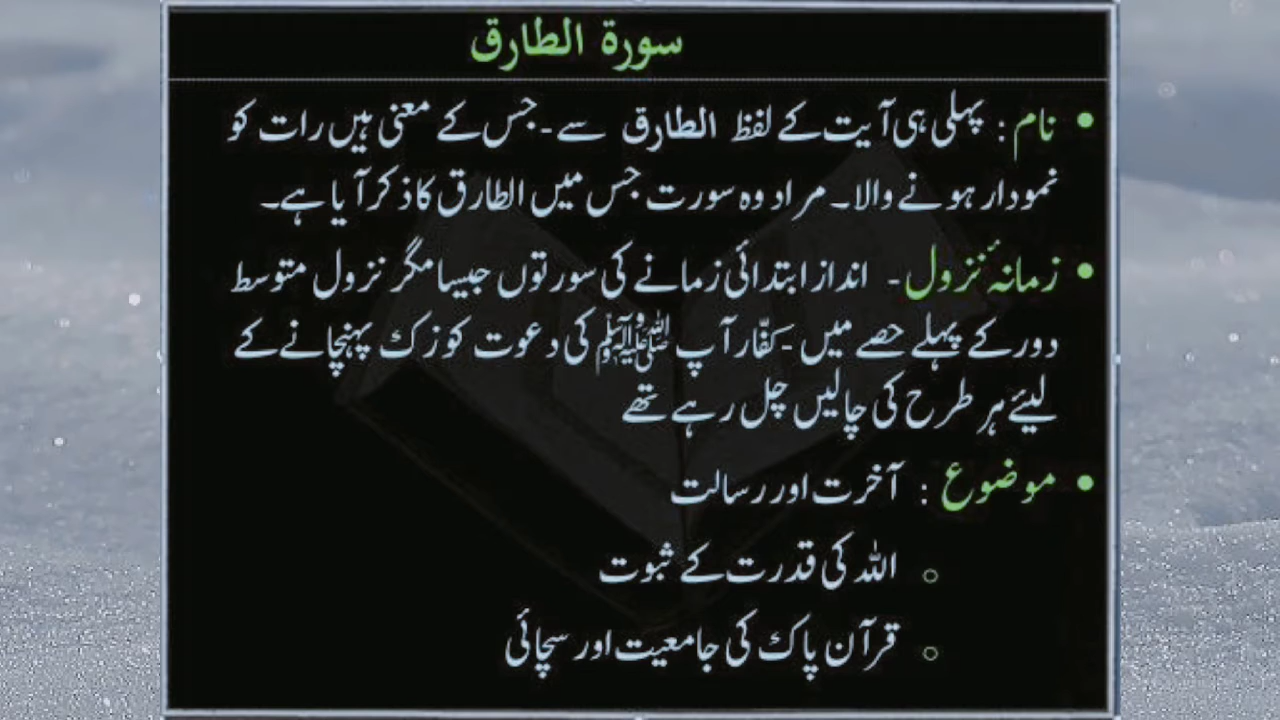 سورة الطارق
• نام : پہلی ہی آیت کے لفظ الطارق سے - جس کے معنی ہیں رات کو
نمودار ہونے والا۔ مراد وہ سورت جس میں الطارق کا ذکر آیا ہے۔
• زمانہٴ نزول - انداز ابتدائی زمانے کی سورتوں جیسا مگر نزول متوسط
دور کے پہلے حصے میں - کفّار آپ ﷺ کی دعوت کو زک پہنچانے کے
لیئے ہر طرح کی چالیں چل رہے تھے
• موضوع : آخرت اور رسالت
○ اللہ کی قدرت کے ثبوت
○ قرآن پاک کی جامعیت اور سچائی